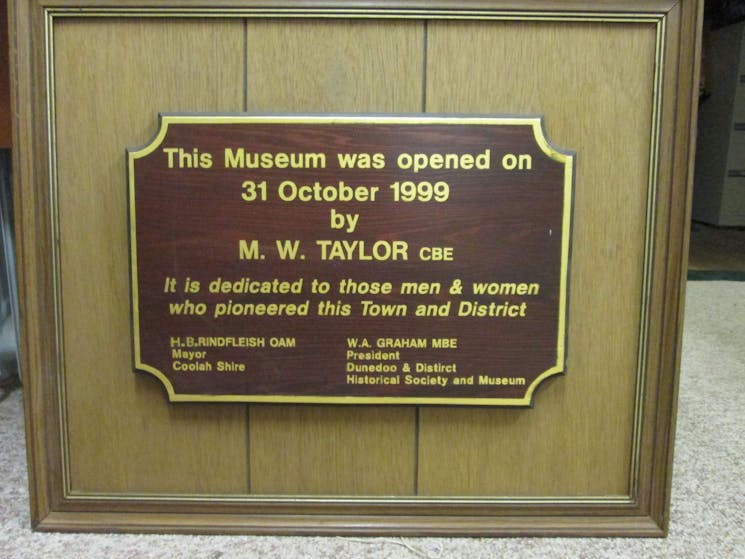 This Museum was opened on
31 October 1999
by
M. W. TAYLOR CBE
It is dedicated to those men & women
who pioneered this Town and District
H.B.RINDFLEISH OAM
Mayor
Coolah Shire
W.A. GRAHAM MBE
President
Dunedoo & Distirct
Historical Society and Museum